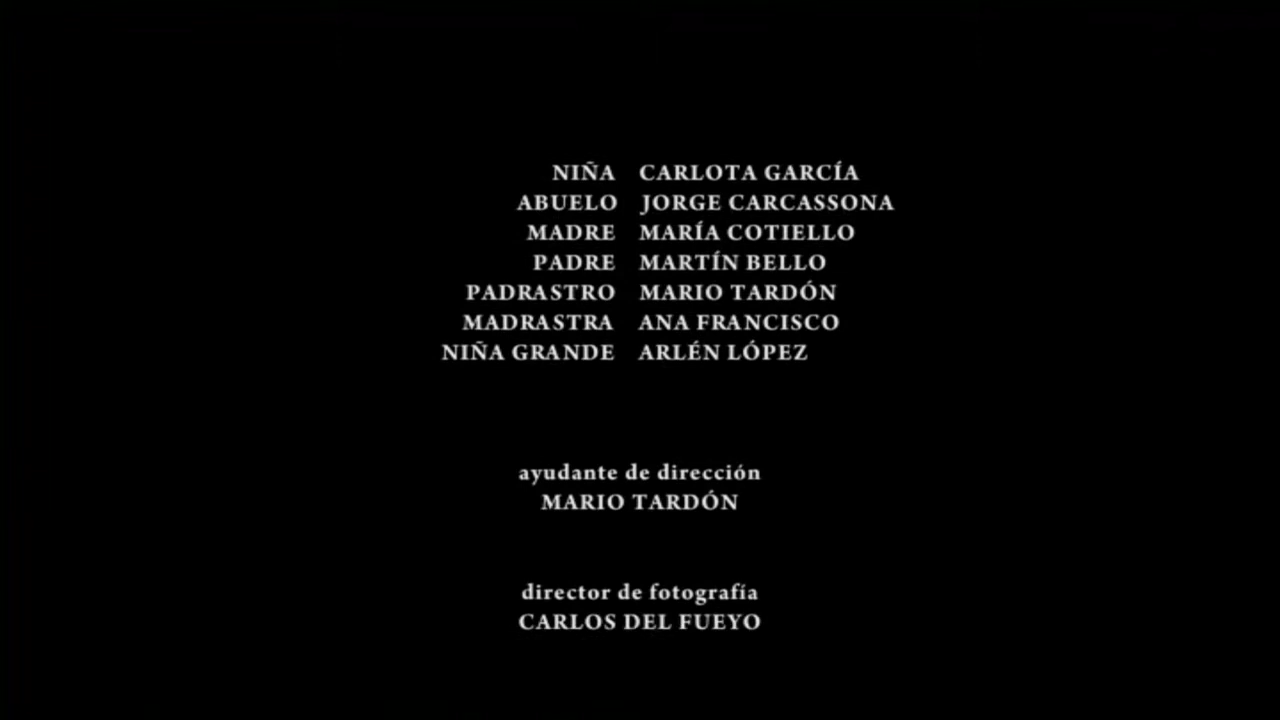 NIÑA CARLOTA GARCÍA
ABUELO JORGE CARCASSONA
MADRE MARÍA COTIELLO
PADRE MARTÍN BELLO
PADRASTRO MARIO TARDÓN
MADRASTRA ANA FRANCISCO
NIÑA GRANDE ARLÉN LÓPEZ
ayudante de dirección
MARIO TARDÓN
director de fotografía
CARLOS DEL FUEYO